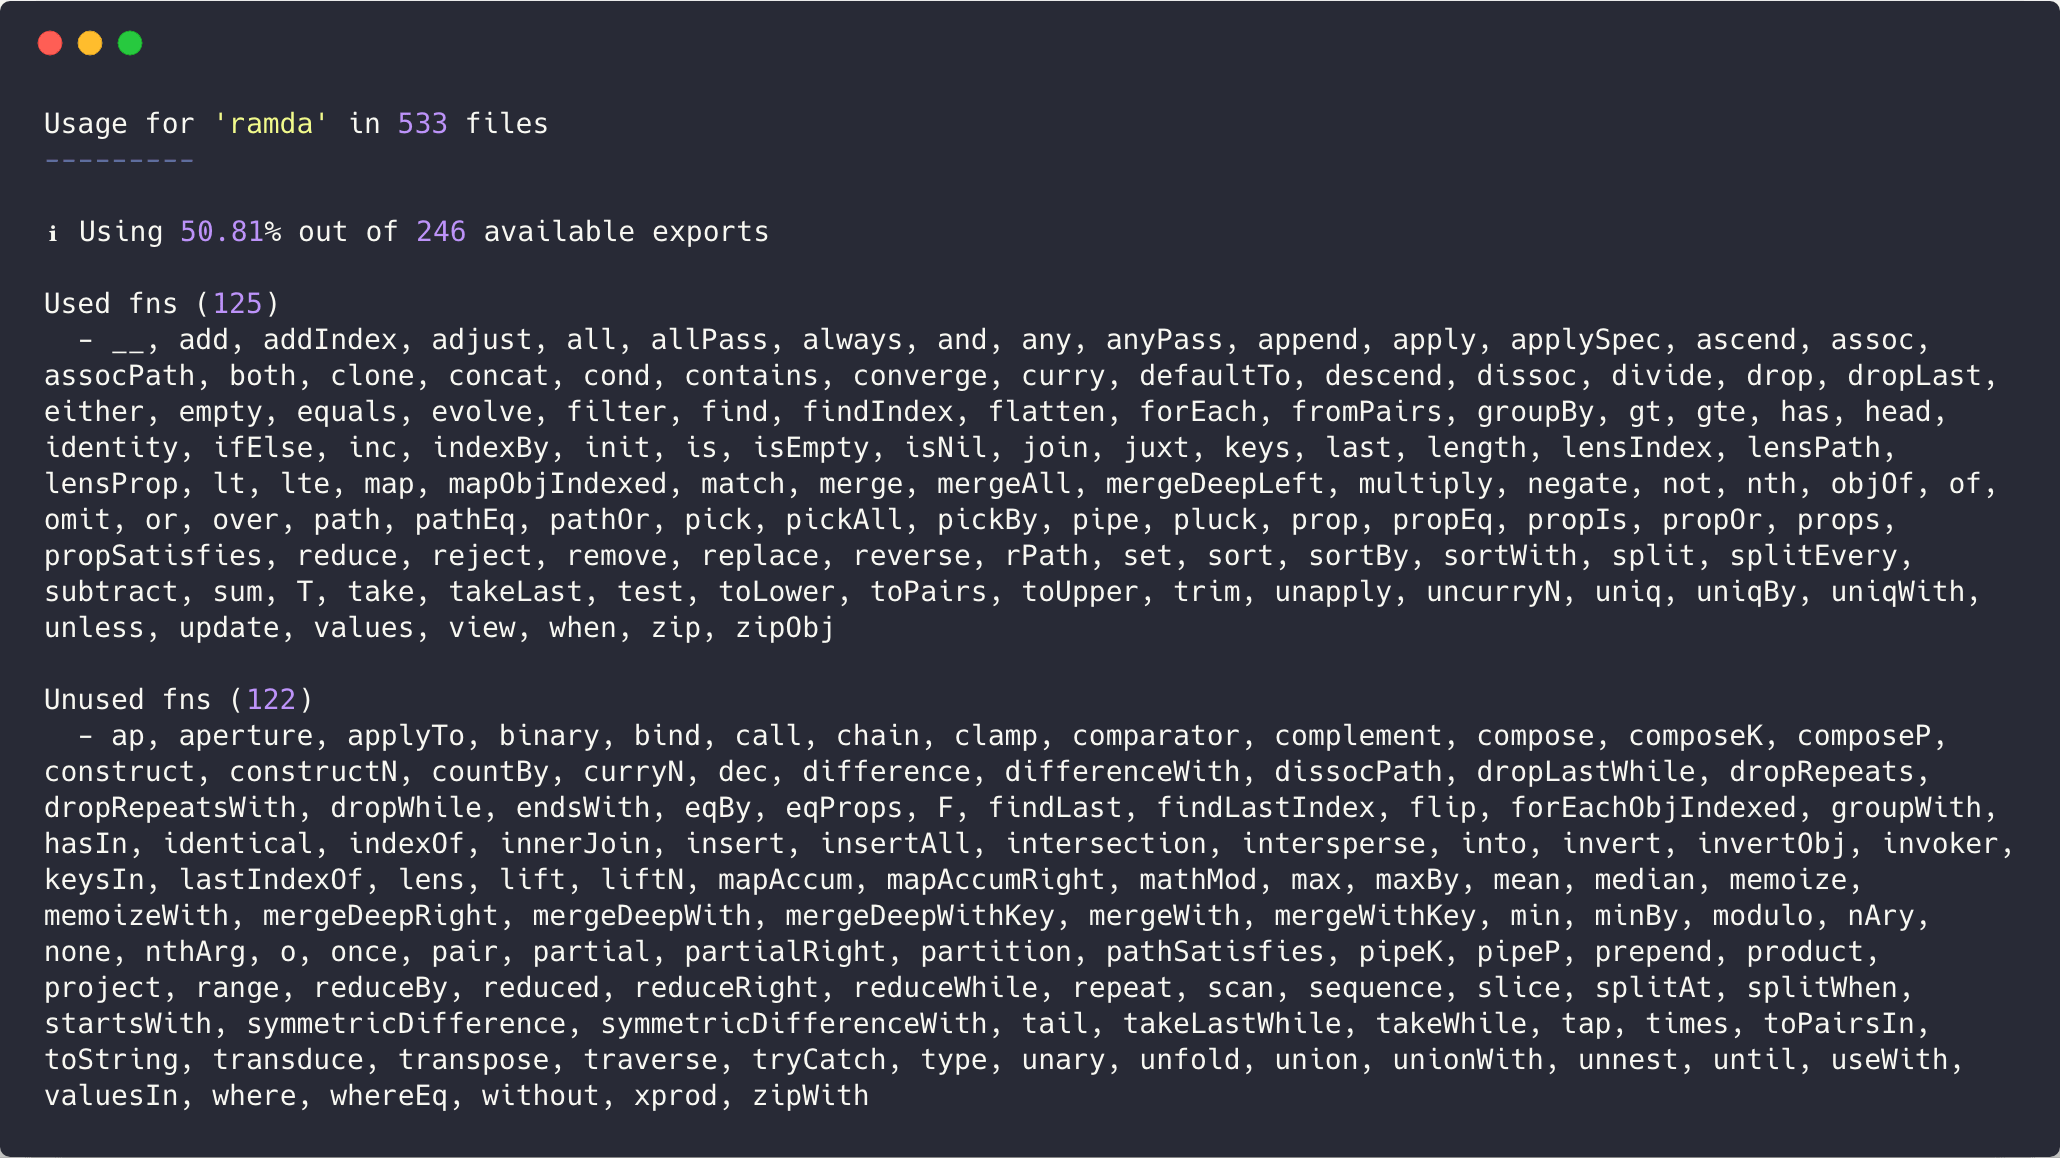 Usage for 'ramda' in 533 files
---------
ℹ Using 50.81% out of 246 available exports
Used fns (125)
- __, add, addIndex, adjust, all, allPass, always, and, any, anyPass, append, apply, applySpec, ascend, assoc,
assocPath, both, clone, concat, cond, contains, converge, curry, defaultTo, descend, dissoc, divide, drop, dropLast,
either, empty, equals, evolve, filter, find, findIndex, flatten, forEach, fromPairs, groupBy, gt, gte, has, head,
identity, ifElse, inc, indexBy, init, is, isEmpty, isNil, join, juxt, keys, last, length, lensIndex, lensPath,
lensProp, lt, lte, map, mapObjIndexed, match, merge, mergeAll, mergeDeepLeft, multiply, negate, not, nth, objOf, of,
omit, or, over, path, pathEq, pathOr, pick, pickAll, pickBy, pipe, pluck, prop, propEq, propIs, propOr, props,
propSatisfies, reduce, reject, remove, replace, reverse, rPath, set, sort, sortBy, sortWith, split, splitEvery,
subtract, sum, T, take, takeLast, test, toLower, toPairs, toUpper, trim, unapply, uncurryN, uniq, uniqBy, uniqWith,
unless, update, values, view, when, zip, zipObj
Unused fns (122)
- ap, aperture, applyTo, binary, bind, call, chain, clamp, comparator, complement, compose, composeK, composeP,
construct, constructN, countBy, curryN, dec, difference, differenceWith, dissocPath, dropLastWhile, dropRepeats,
dropRepeatsWith, dropWhile, endsWith, eqBy, eqProps, F, findLast, findLastIndex, flip, forEachObjIndexed, groupWith,
hasIn, identical, indexOf, innerJoin, insert, insertAll, intersection, intersperse, into, invert, invertObj, invoker,
keysIn, lastIndexOf, lens, lift, liftN, mapAccum, mapAccumRight, mathMod, max, maxBy, mean, median, memoize,
memoizeWith, mergeDeepRight, mergeDeepWith, mergeDeepWithKey, mergeWith, mergeWithKey, min, minBy, modulo, nAry,
none, nthArg, o, once, pair, partial, partialRight, partition, pathSatisfies, pipeK, pipeP, prepend, product,
project, range, reduceBy, reduced, reduceRight, reduceWhile, repeat, scan, sequence, slice, splitAt, splitWhen,
startsWith, symmetricDifference, symmetricDifferenceWith, tail, takeLastWhile, takeWhile, tap, times, toPairsIn,
toString, transduce, transpose, traverse, tryCatch, type, unary, unfold, union, unionWith, unnest, until, useWith,
valuesIn, where, whereEq, without, xprod, zipWith